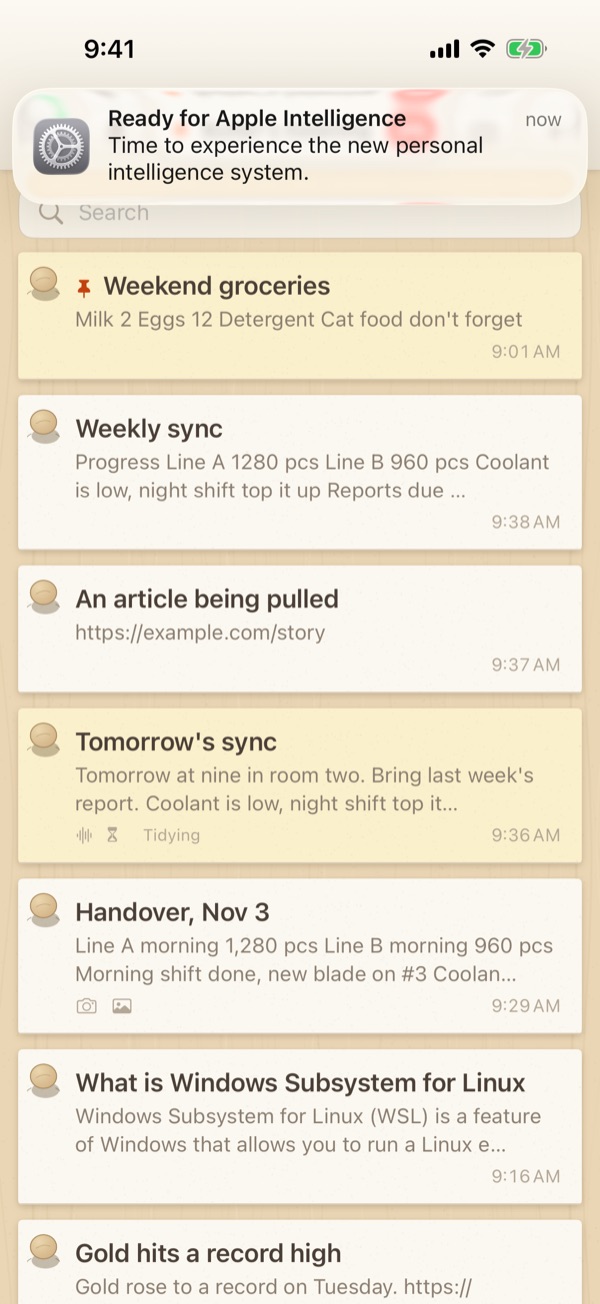 9:41
Ready for Apple Intelligence
now
Time to experience the new personal
intelligence system.
Search
Weekend groceries
Milk 2 Eggs 12 Detergent Cat food don't forget
9:01 AM
Weekly sync
Progress Line A 1280 pcs Line B 960 pcs Coolant
is low, night shift top it up Reports due ...
9:38 AM
An article being pulled
https://example.com/story
9:37 AM
Tomorrow's sync
Tomorrow at nine in room two. Bring last week's
report. Coolant is low, night shift top it...
Tidying
9:36 AM
Handover, Nov 3
Line A morning 1,280 pcs Line B morning 960 pcs
Morning shift done, new blade on #3 Coolan...
9:29 AM
What is Windows Subsystem for Linux
Windows Subsystem for Linux (WSL) is a feature
of Windows that allows you to run a Linux e...
9:16 AM
Gold hits a record high
Gold rose to a record on Tuesday. https://